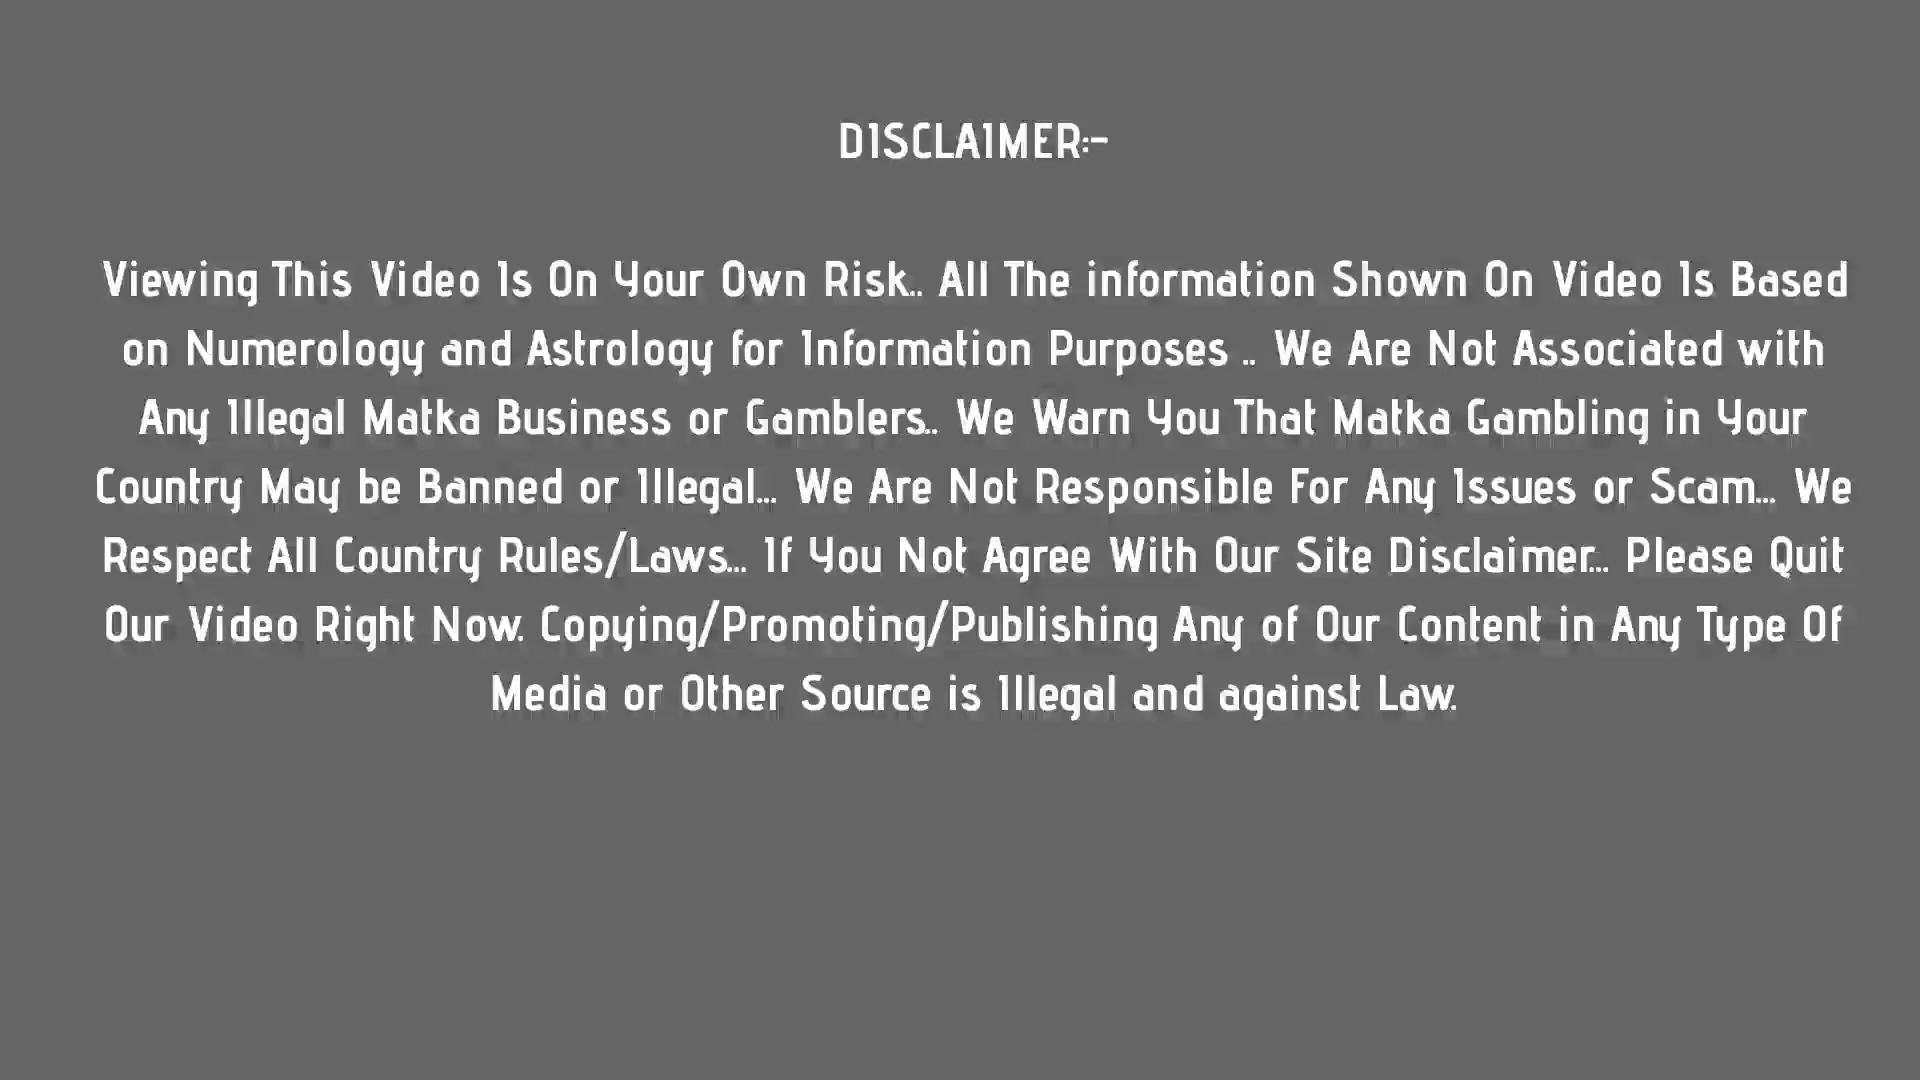 DISCLAIMER:-
Viewing This Video Is On Your Own Risk.. All The information Shown On Video Is Based
on Numerology and Astrology for Information Purposes .. We Are Not Associated with
Any Illegal Matka Business or Gamblers.. We Warn You That Matka Gambling in Your
Country May be Banned or Illegal... We Are Not Responsible For Any Issues or Scam... We
Respect All Country Rules/Laws... If You Not Agree With Our Site Disclaimer... Please Quit
Our Video Right Now. Copying/Promoting/Publishing Any of Our Content in Any Type Of
Media or Other Source is Illegal and against Law.